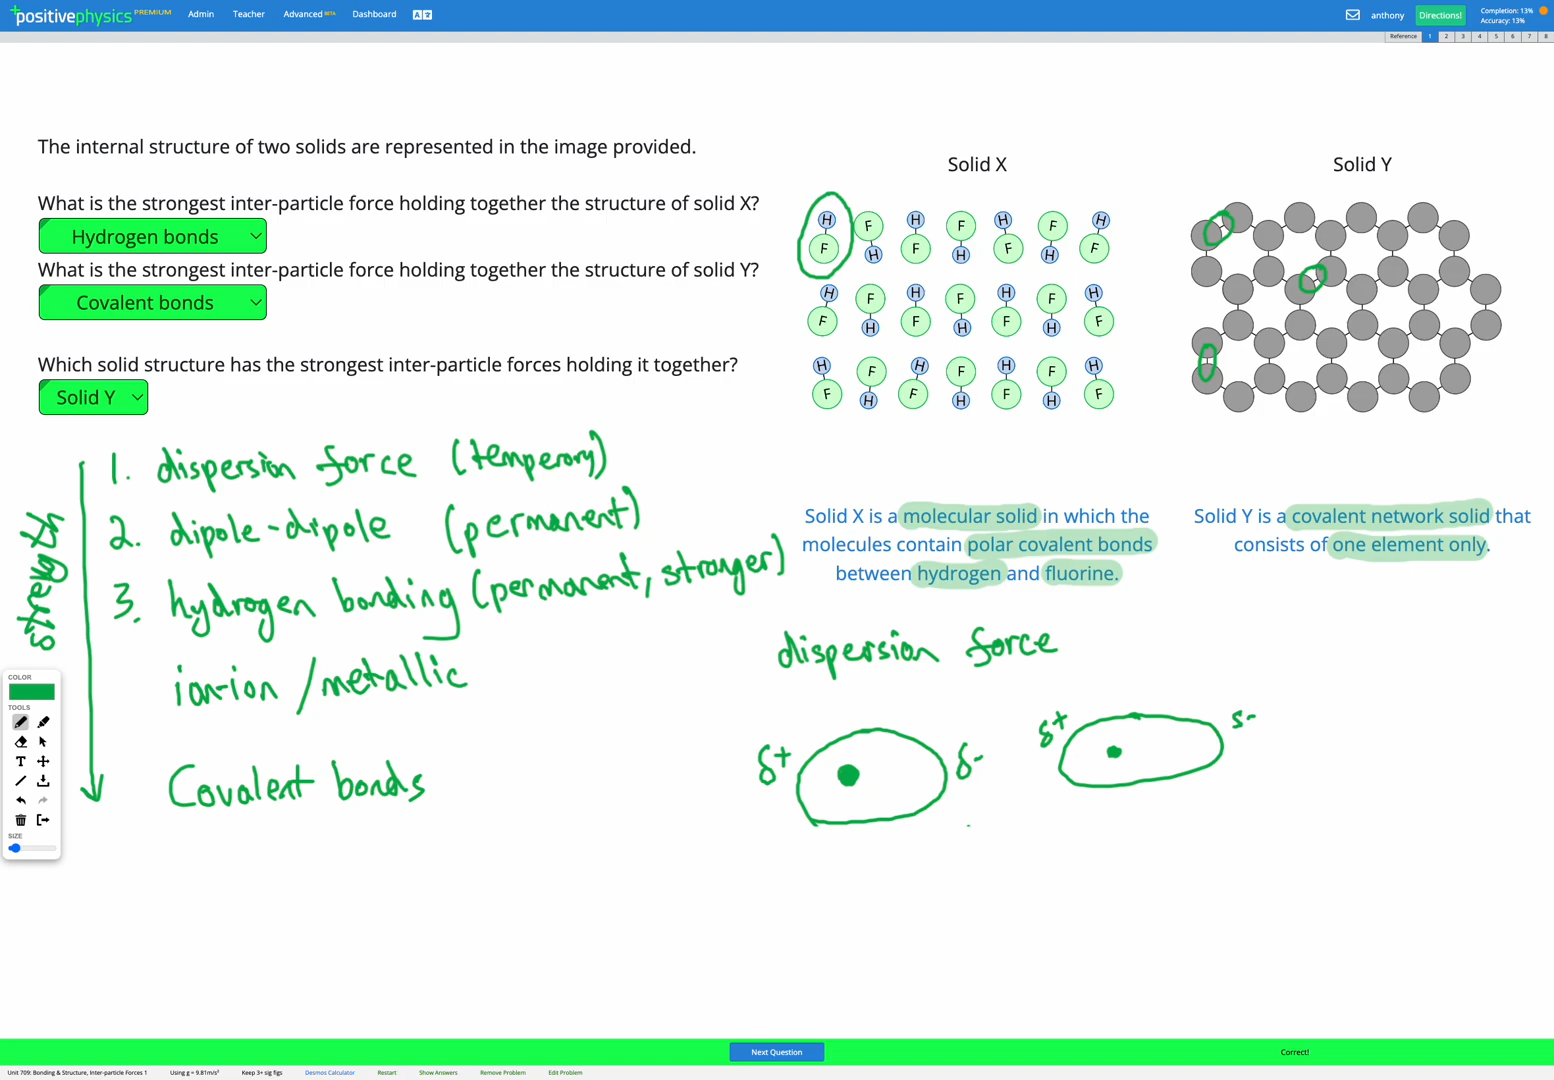 positivephysics PREMIUM Admin Teacher Advanced BETA Dashboard anthony Directions! Completion: 13%
Accuracy: 13%
Reference 1 2 3 4 5 6 7 8
The internal structure of two solids are represented in the image provided.
What is the strongest inter-particle force holding together the structure of solid X?
Hydrogen bonds
What is the strongest inter-particle force holding together the structure of solid Y?
Covalent bonds
Which solid structure has the strongest inter-particle forces holding it together?
Solid Y
Solid X
H F H F H F H
F H F H F H F
H F H F H F H
F H F H F H F
H F H F H F H
F H F H F H F
Solid Y
Solid X is a molecular solid in which the
molecules contain polar covalent bonds
between hydrogen and fluorine.
Solid Y is a covalent network solid that
consists of one element only.
strength
1. dispersion force (temperory)
2. dipole-dipole (permanent)
3. hydrogen bonding (permanent, stronger)
ion-ion / metallic
Covalent bonds
dispersion force
δ+ δ- δ+ δ-
COLOR
TOOLS
T
SIZE
Next Question Correct!
Unit 709: Bonding & Structure, Inter-particle Forces 1 Using g = 9.81m/s² Keep 3+ sig figs Desmos Calculator Restart Show Answers Remove Problem Edit Problem